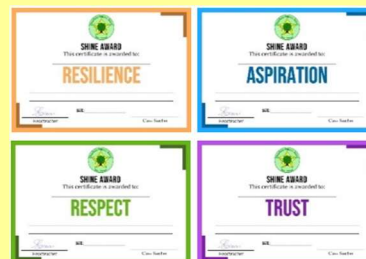 SHINE AWARD
This certificate is awarded to:
RESILIENCE
SHINE AWARD
This certificate is awarded to:
ASPIRATION
SHINE AWARD
This certificate is awarded to:
RESPECT
SHINE AWARD
This certificate is awarded to:
TRUST